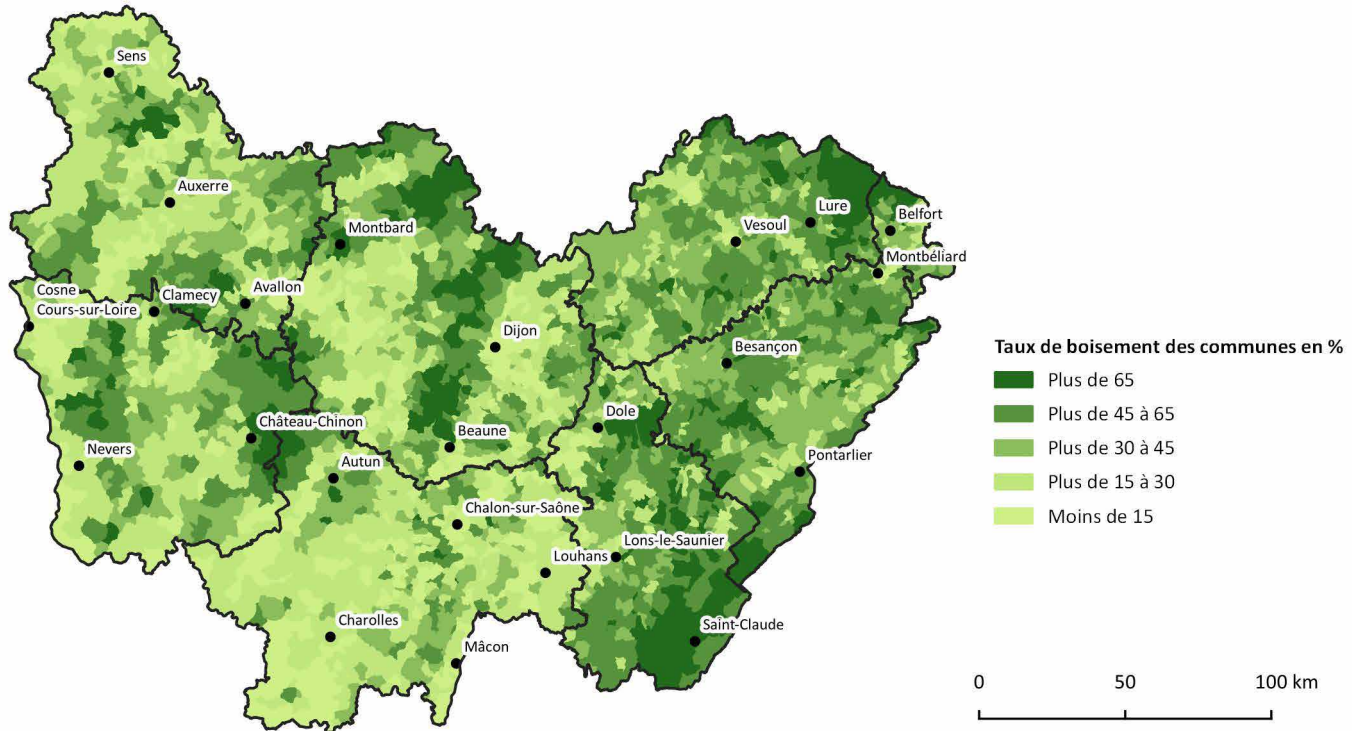 Sens
Auxerre
Montbard
Vesoul
Lure
Belfort
Montbéliard
Cosne
Cours-sur-Loire
Clamecy
Avallon
Dijon
Besançon
Château-Chinon
Nevers
Beaune
Autun
Dole
Pontarlier
Chalon-sur-Saône
Louhans
Lons-le-Saunier
Charolles
Mâcon
Saint-Claude
Taux de boisement des communes en %
Plus de 65
Plus de 45 à 65
Plus de 30 à 45
Plus de 15 à 30
Moins de 15
0 50 100 km